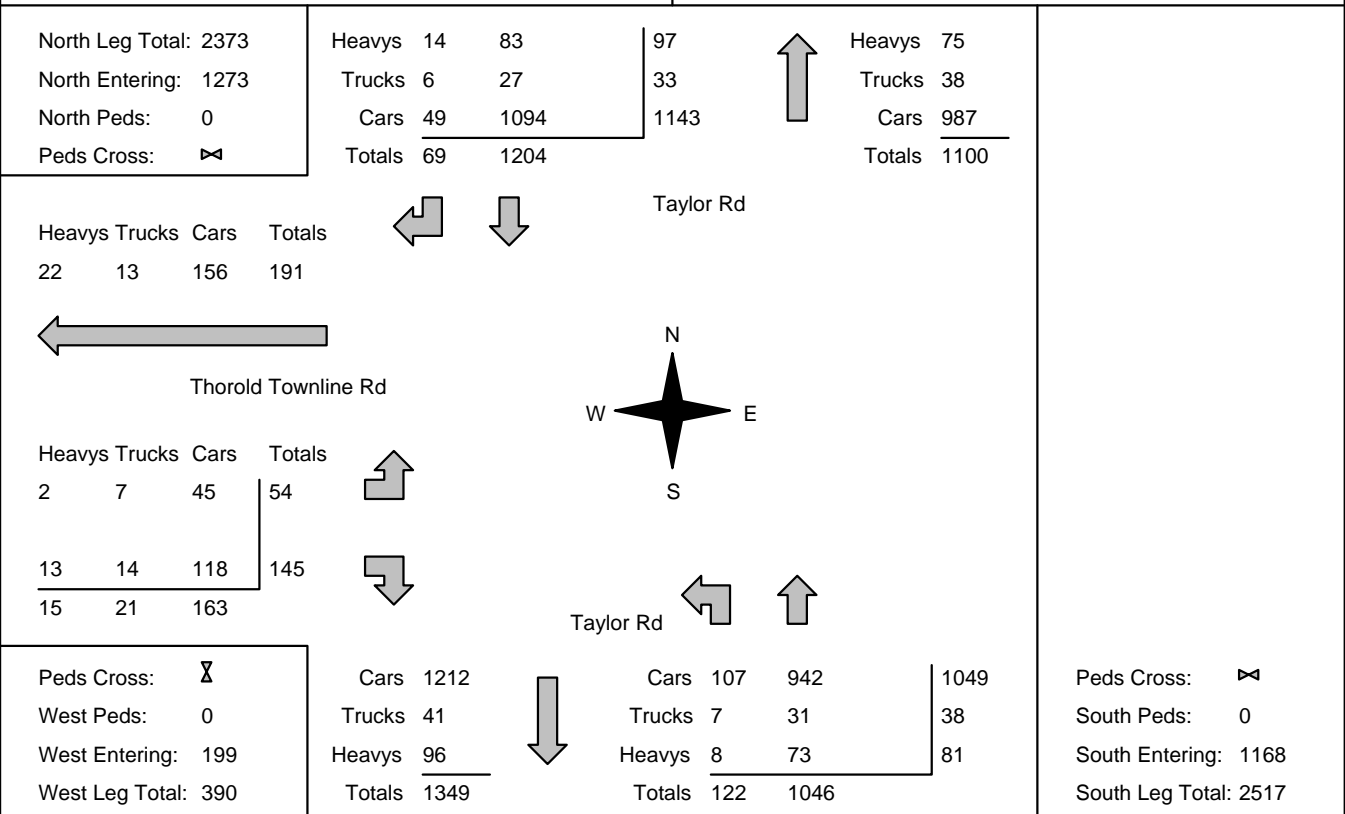 North Leg Total: 2373
North Entering: 1273
North Peds: 0
Peds Cross:
Heavys 14 83 97
Trucks 6 27 33
Cars 49 1094 1143
Totals 69 1204
Heavys 75
Trucks 38
Cars 987
Totals 1100
Taylor Rd
Heavys Trucks Cars Totals
22 13 156 191
Thorold Townline Rd
N
W E
S
Heavys Trucks Cars Totals
2 7 45 54
13 14 118 145
15 21 163
Taylor Rd
Peds Cross:
West Peds: 0
West Entering: 199
West Leg Total: 390
Cars 1212
Trucks 41
Heavys 96
Totals 1349
Cars 107 942 1049
Trucks 7 31 38
Heavys 8 73 81
Totals 122 1046
Peds Cross:
South Peds: 0
South Entering: 1168
South Leg Total: 2517